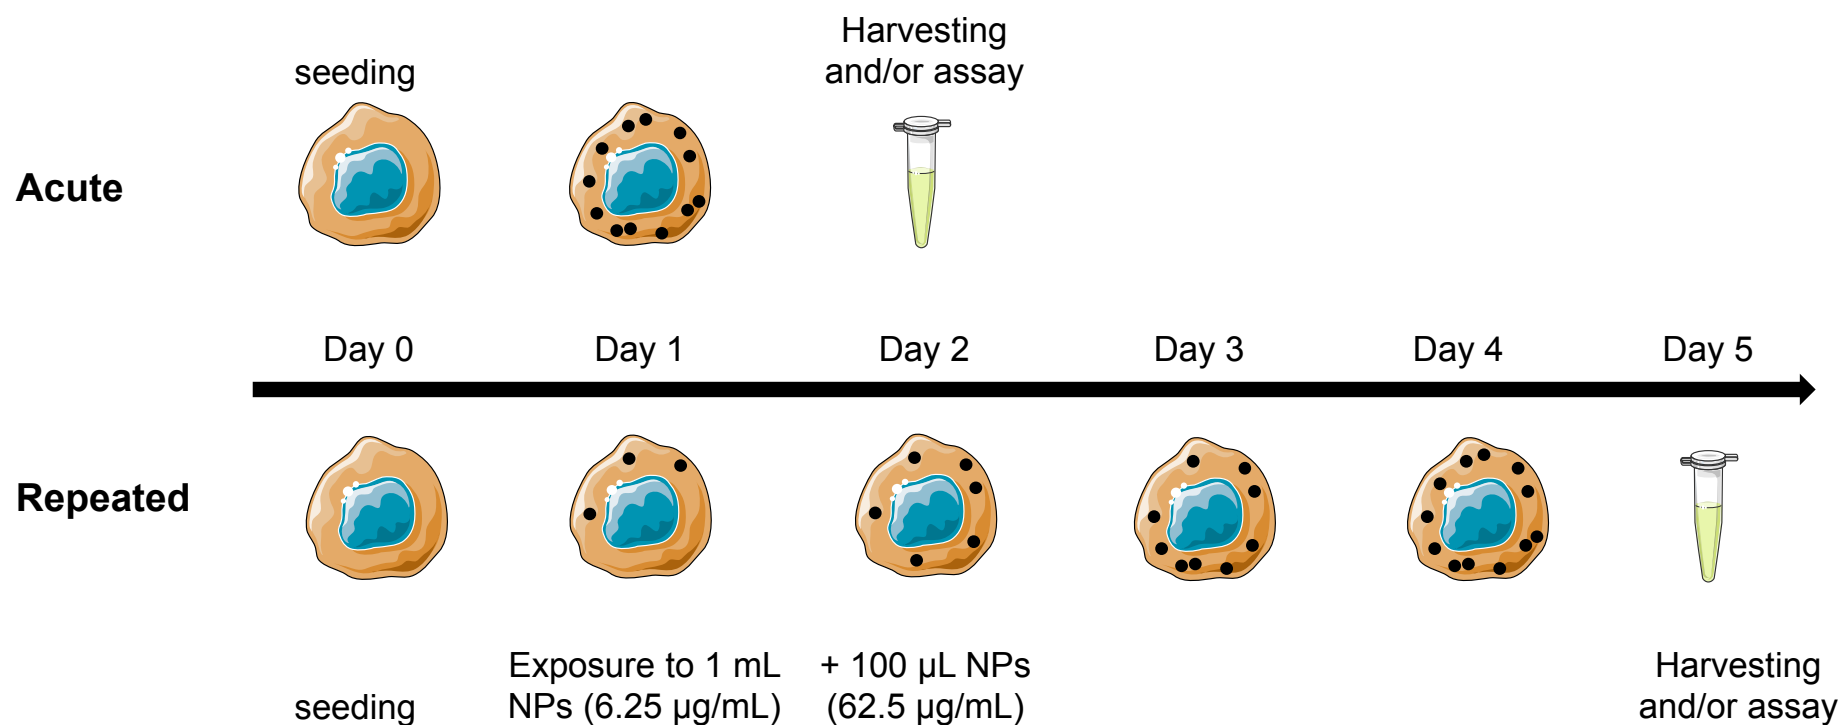 seeding
Harvesting
and/or assay
Acute
Day 0
Day 1
Day 2
Day 3
Day 4
Day 5
Repeated
seeding
Exposure to 1 mL
NPs (6.25 µg/mL)
+ 100 µL NPs
(62.5 µg/mL)
Harvesting
and/or assay